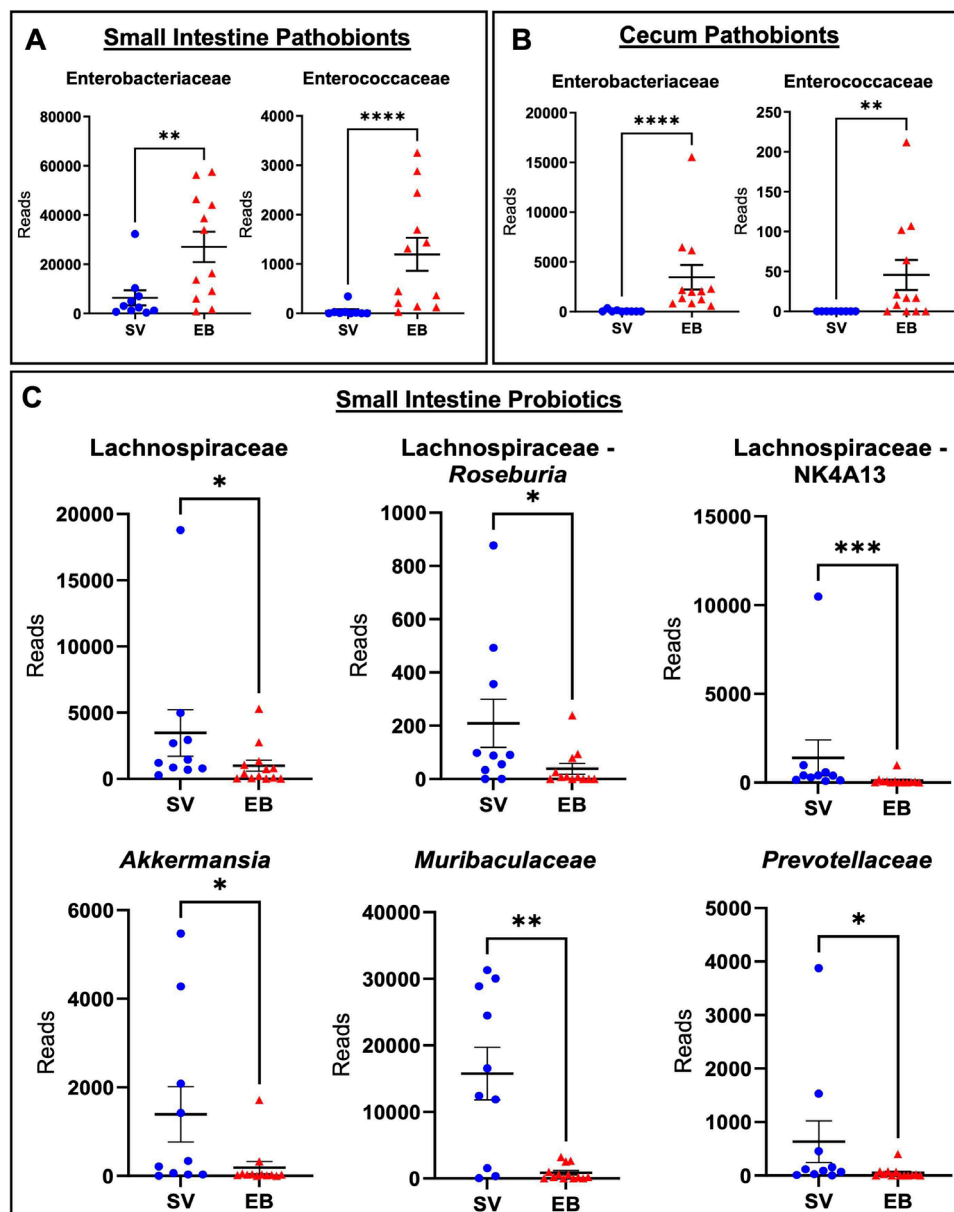 A
Small Intestine Pathobionts
Enterobacteriaceae
**
80000
60000
40000
20000
0
Reads
SV
EB
Enterococcaceae
****
4000
3000
2000
1000
0
Reads
SV
EB
B
Cecum Pathobionts
Enterobacteriaceae
****
20000
15000
10000
5000
0
Reads
SV
EB
Enterococcaceae
**
250
200
150
100
50
0
Reads
SV
EB
C
Small Intestine Probiotics
Lachnospiraceae
*
20000
15000
10000
5000
0
Reads
SV
EB
Lachnospiraceae -
Roseburia
*
1000
800
600
400
200
0
Reads
SV
EB
Lachnospiraceae -
NK4A13
***
15000
10000
5000
0
Reads
SV
EB
Akkermansia
*
6000
4000
2000
0
Reads
SV
EB
Muribaculaceae
**
40000
30000
20000
10000
0
Reads
SV
EB
Prevotellaceae
*
5000
4000
3000
2000
1000
0
Reads
SV
EB